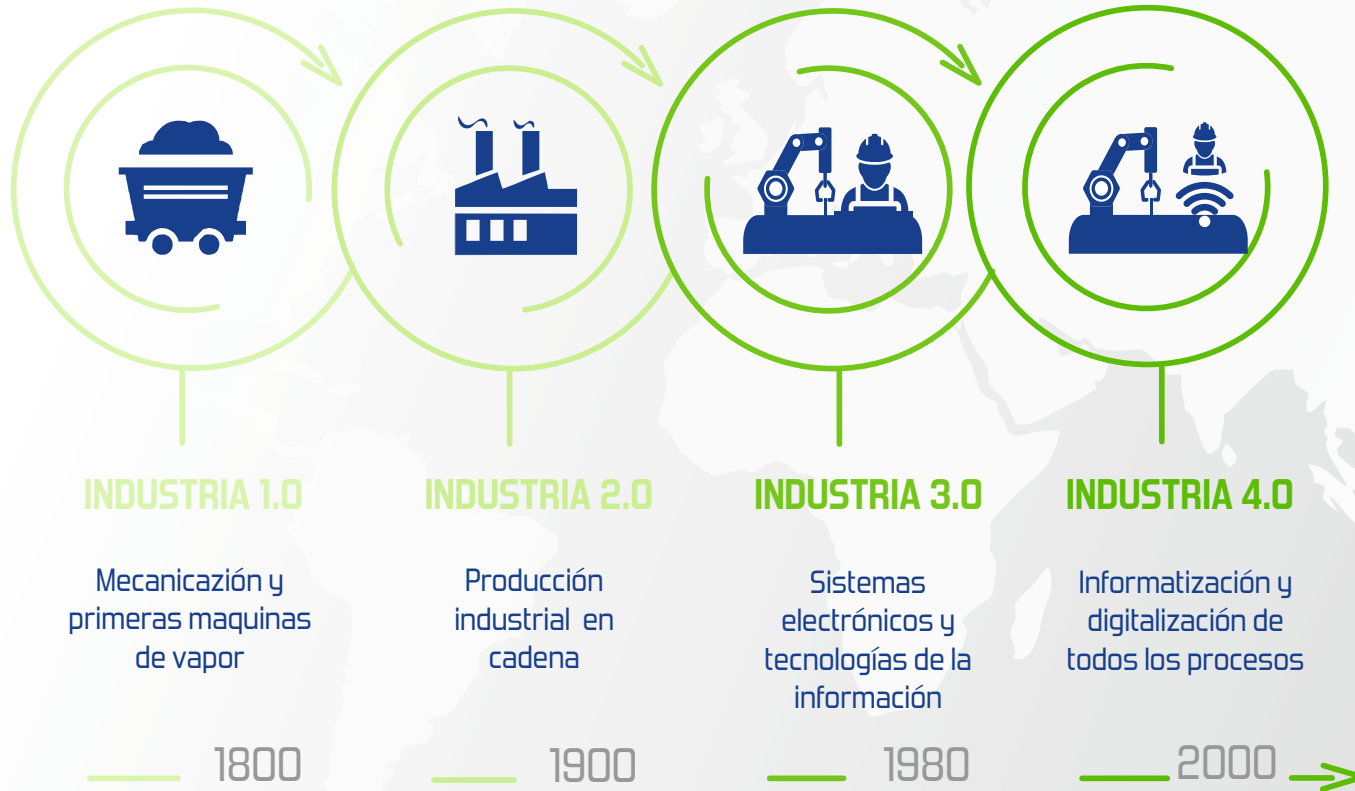 INDUSTRIA 1.0
Mecanicazión y
primeras maquinas
de vapor
1800
INDUSTRIA 2.0
Producción
industrial en
cadena
1900
INDUSTRIA 3.0
Sistemas
electrónicos y
tecnologías de la
información
1980
INDUSTRIA 4.0
Informatización y
digitalización de
todos los procesos
2000